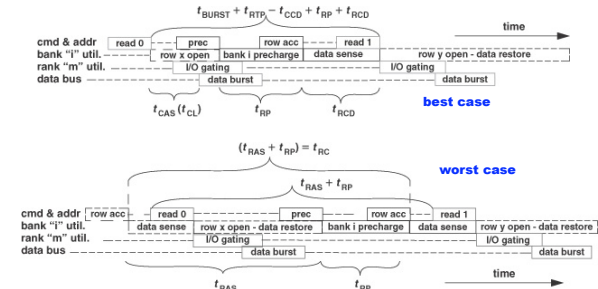 tBURST + tRTP – tCCD + tRP + tRCD
time
cmd & addr read 0 prec row acc read 1
bank “i” util. row x open bank i precharge data sense row y open - data restore
rank “m” util. I/O gating I/O gating
data bus data burst data burst
tCAS (tCL) tRP tRCD
best case
(tRAS + tRP) = tRC
worst case
tRAS + tRP
cmd & addr row acc read 0 prec row acc read 1
bank “i” util. data sense row x open - data restore bank i precharge data sense row y open - data restore
rank “m” util. I/O gating I/O gating
data bus data burst data burst
time
tRAS tRP